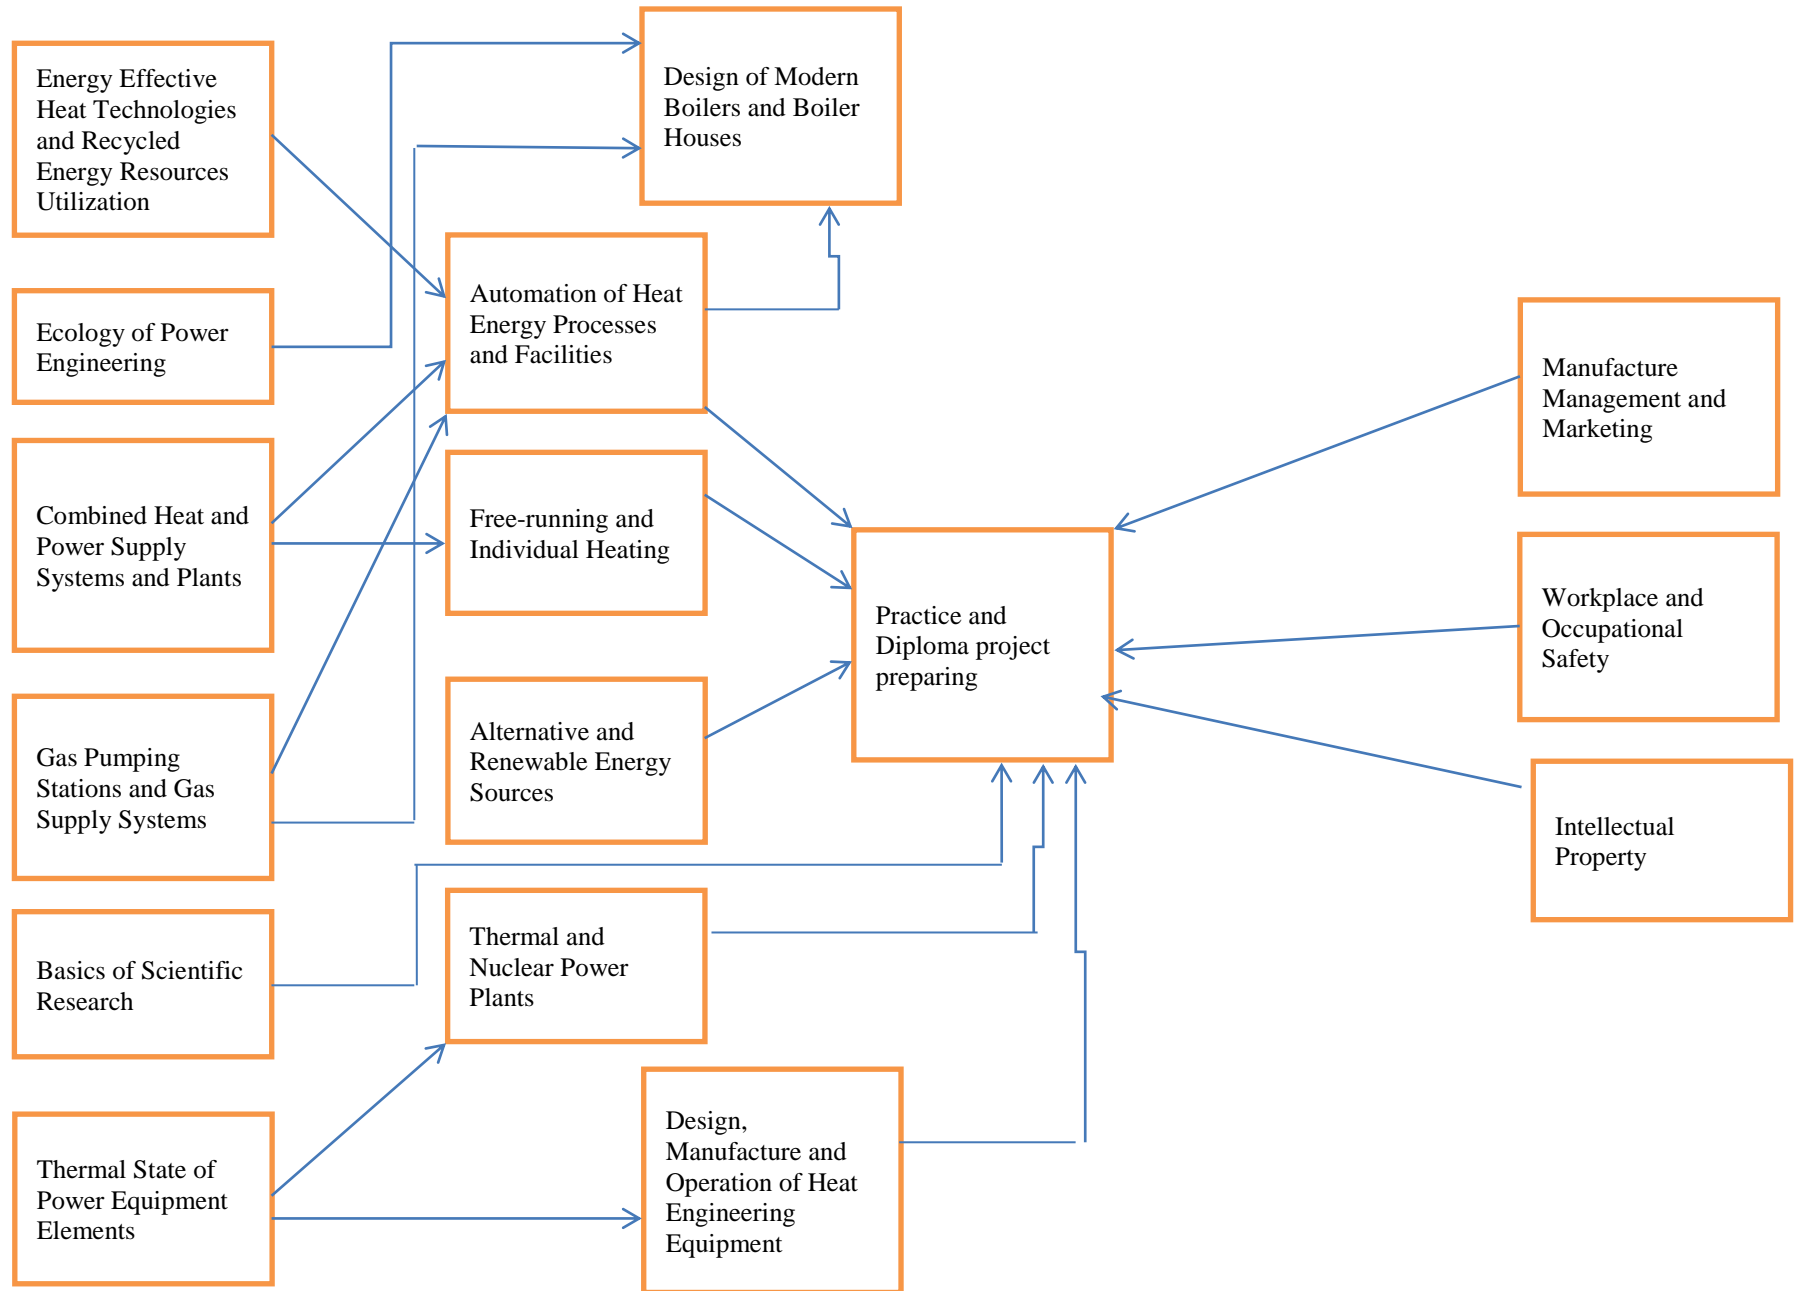 Energy Effective
Heat Technologies
and Recycled
Energy Resources
Utilization
Ecology of Power
Engineering
Combined Heat and
Power Supply
Systems and Plants
Gas Pumping
Stations and Gas
Supply Systems
Basics of Scientific
Research
Thermal State of
Power Equipment
Elements
Design of Modern
Boilers and Boiler
Houses
Automation of Heat
Energy Processes
and Facilities
Free-running and
Individual Heating
Alternative and
Renewable Energy
Sources
Thermal and
Nuclear Power
Plants
Design,
Manufacture and
Operation of Heat
Engineering
Equipment
Practice and
Diploma project
preparing
Manufacture
Management and
Marketing
Workplace and
Occupational
Safety
Intellectual
Property